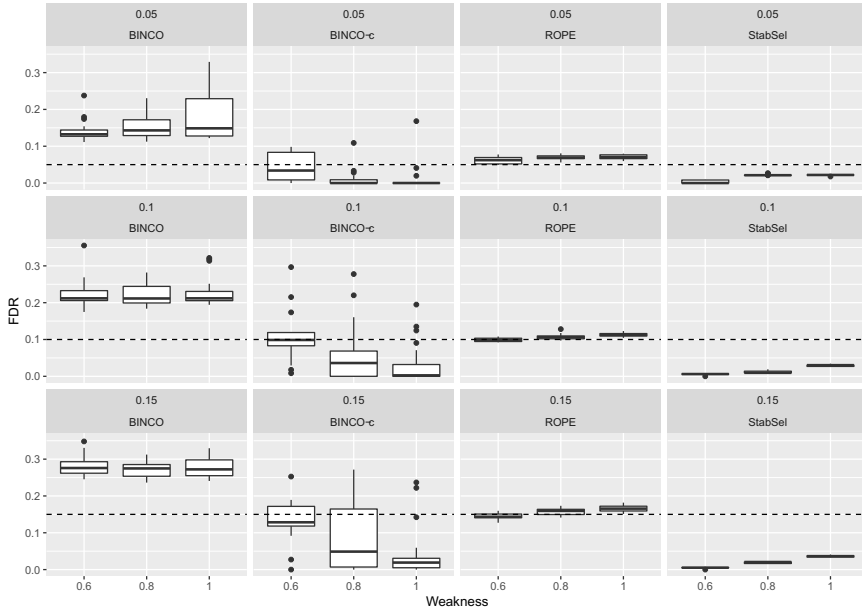 0.05 0.05 0.05 0.05
BINCO BINCO-c ROPE StabSel
0.3
0.2
0.1
0.0
0.1 0.1 0.1 0.1
BINCO BINCO-c ROPE StabSel
0.3
0.2
0.1
0.0
FDR
0.15 0.15 0.15 0.15
BINCO BINCO-c ROPE StabSel
0.3
0.2
0.1
0.0
0.6 0.8 1 0.6 0.8 1 0.6 0.8 1 0.6 0.8 1
Weakness